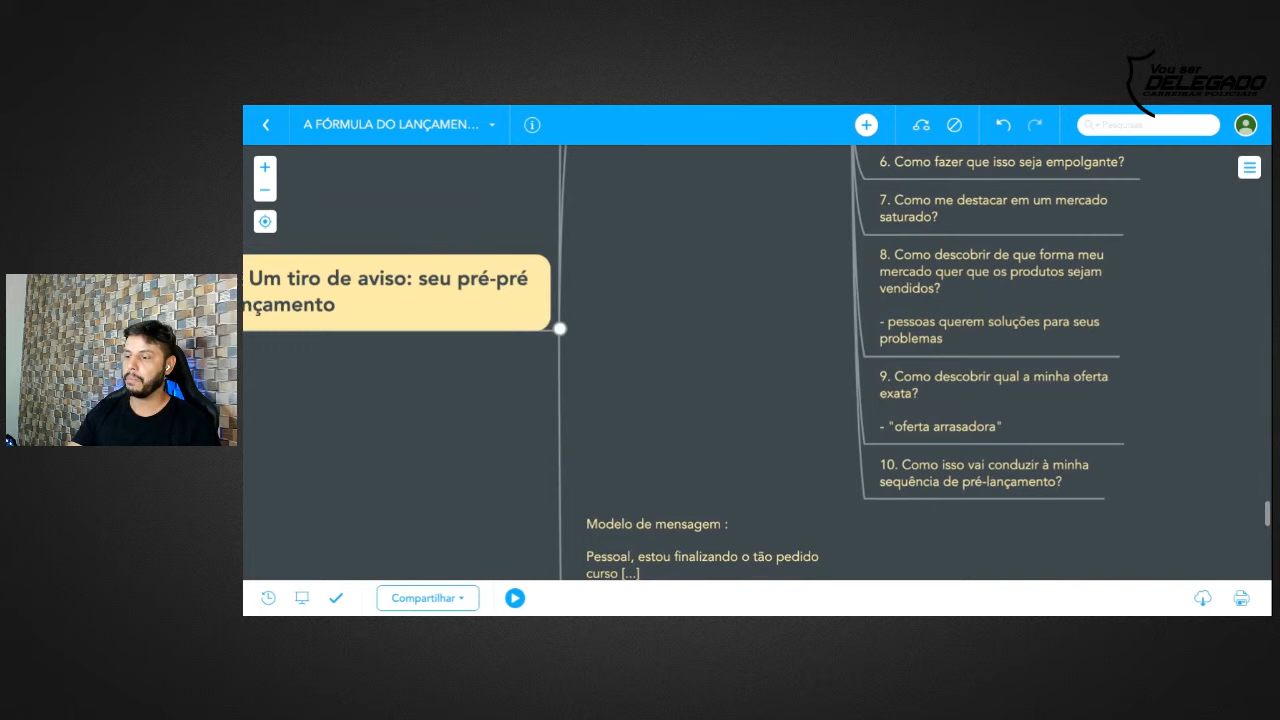 Vou ser
DELEGADO
CARREIRAS POLICIAIS
A FÓRMULA DO LANÇAMEN...
Pesquisar
6. Como fazer que isso seja empolgante?
7. Como me destacar em um mercado
saturado?
8. Como descobrir de que forma meu
mercado quer que os produtos sejam
vendidos?
- pessoas querem soluções para seus
problemas
9. Como descobrir qual a minha oferta
exata?
- "oferta arrasadora"
10. Como isso vai conduzir à minha
sequência de pré-lançamento?
Um tiro de aviso: seu pré-pré
nçamento
Modelo de mensagem :
Pessoal, estou finalizando o tão pedido
curso [...]
Compartilhar